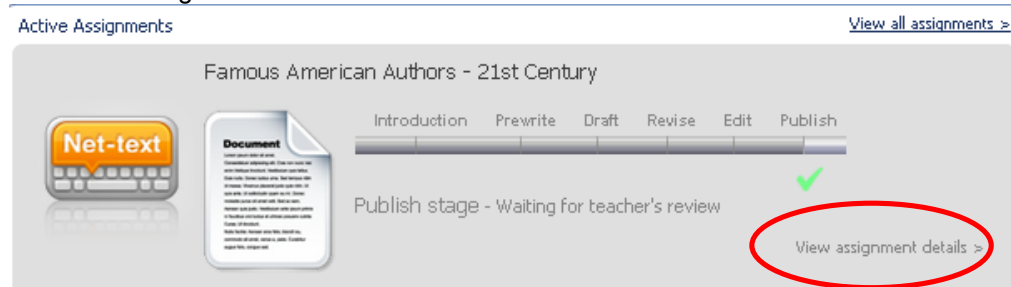 Active Assignments
View all assignments >
Famous American Authors - 21st Century
Introduction Prewrite Draft Revise Edit Publish
Net-text
Document
Publish stage - Waiting for teacher's review
View assignment details >